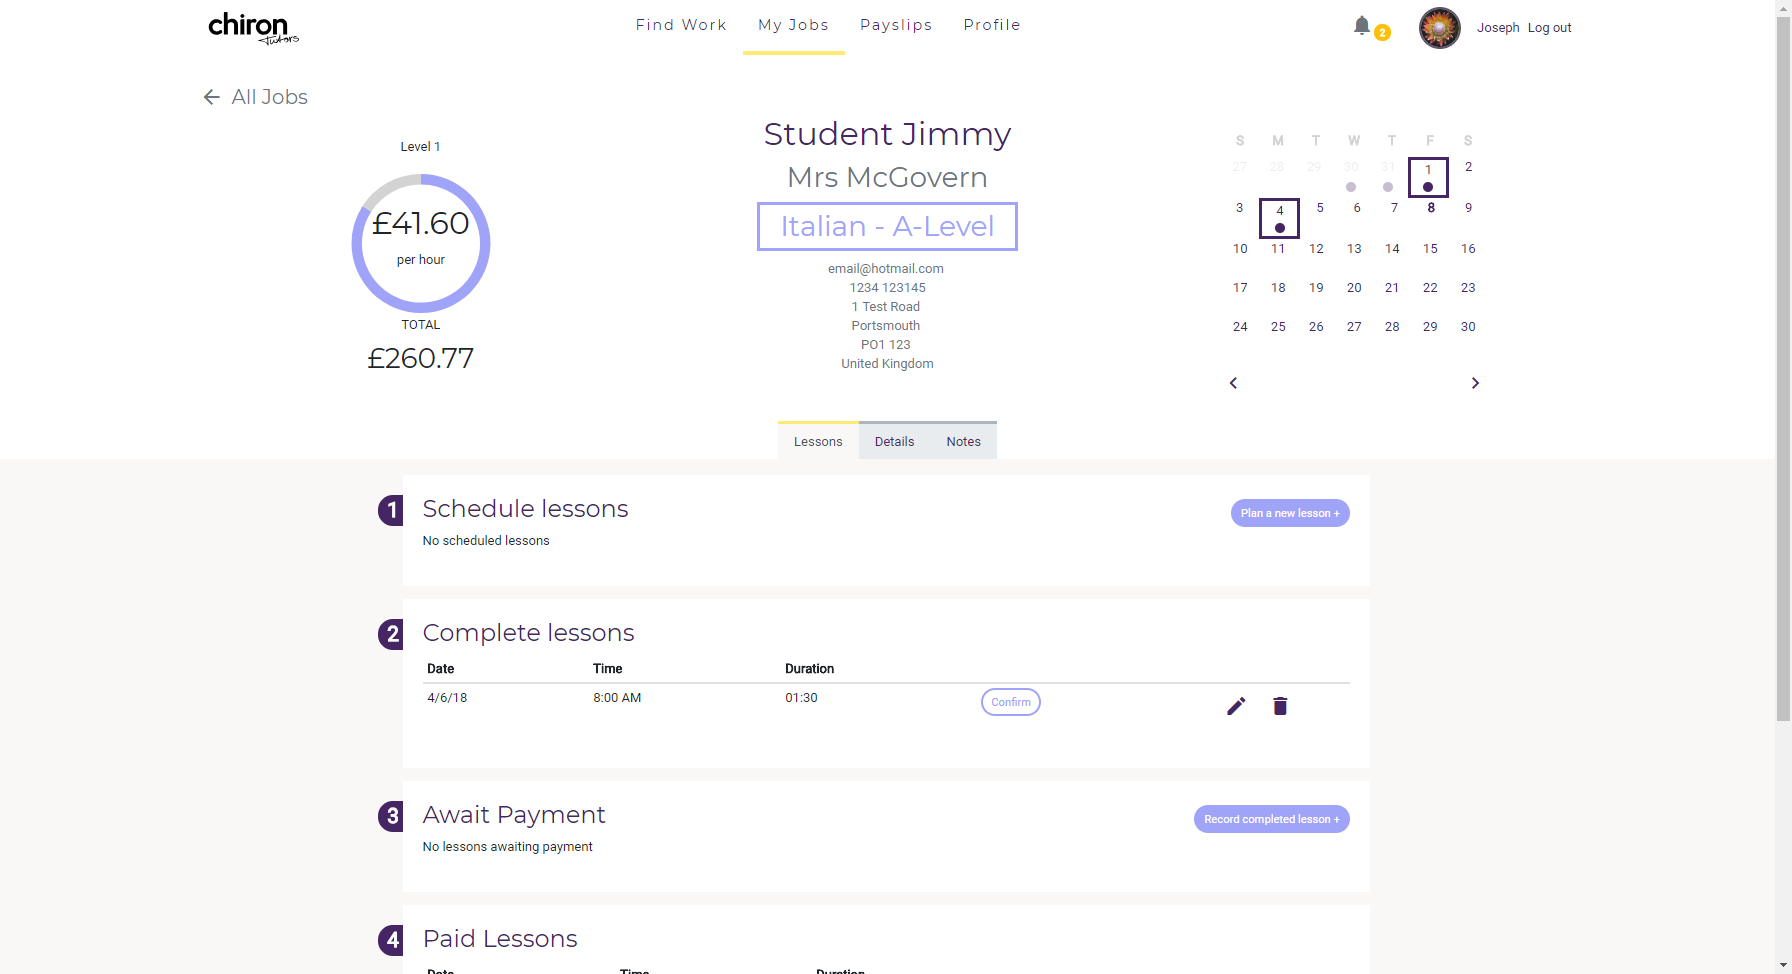 chiron
Tutors
Find Work
My Jobs
Payslips
Profile
2
Joseph
Log out
All Jobs
Level 1
£41.60
per hour
TOTAL
£260.77
Student Jimmy
Mrs McGovern
Italian - A-Level
email@hotmail.com
1234 123145
1 Test Road
Portsmouth
PO1 123
United Kingdom
S M T W T F S
27 28 29 30 31 1 2
3 4 5 6 7 8 9
10 11 12 13 14 15 16
17 18 19 20 21 22 23
24 25 26 27 28 29 30
Lessons
Details
Notes
1
Schedule lessons
Plan a new lesson +
No scheduled lessons
2
Complete lessons
Date Time Duration
4/6/18 8:00 AM 01:30 Confirm
3
Await Payment
Record completed lesson +
No lessons awaiting payment
4
Paid Lessons
Date Time Duration